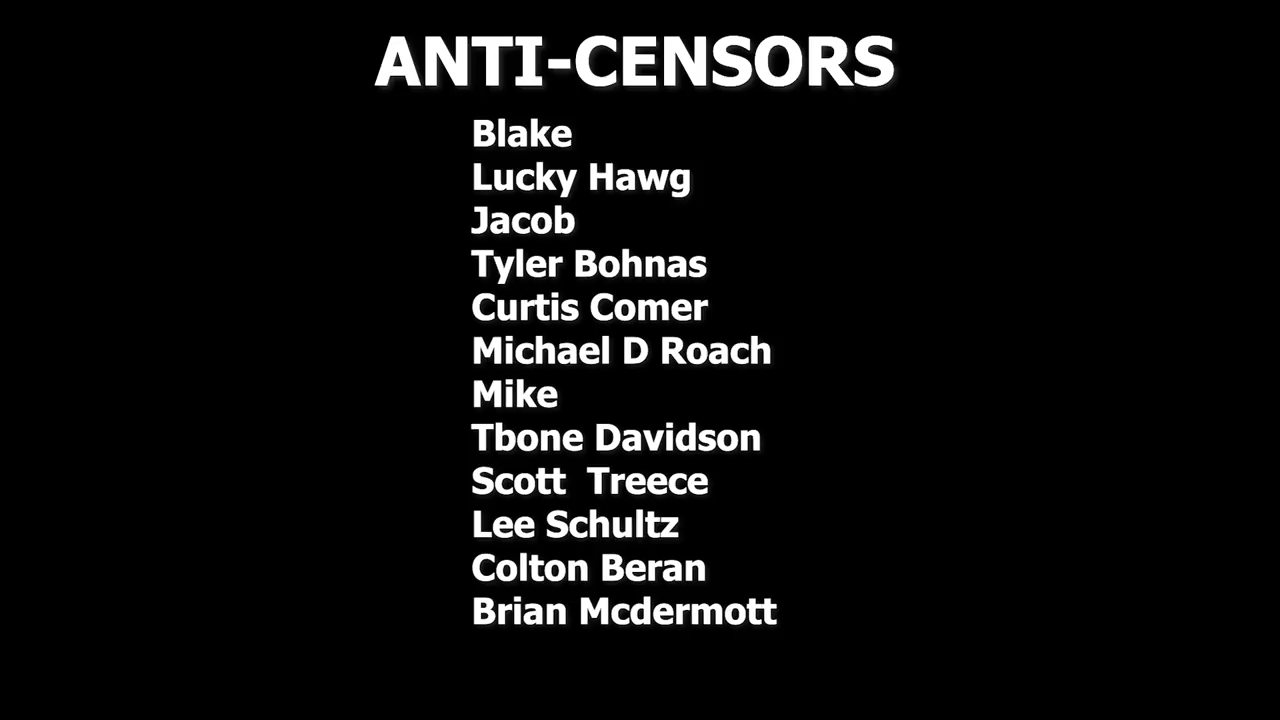 ANTI-CENSORS
Blake
Lucky Hawg
Jacob
Tyler Bohnas
Curtis Comer
Michael D Roach
Mike
Tbone Davidson
Scott  Treece
Lee Schultz
Colton Beran
Brian Mcdermott